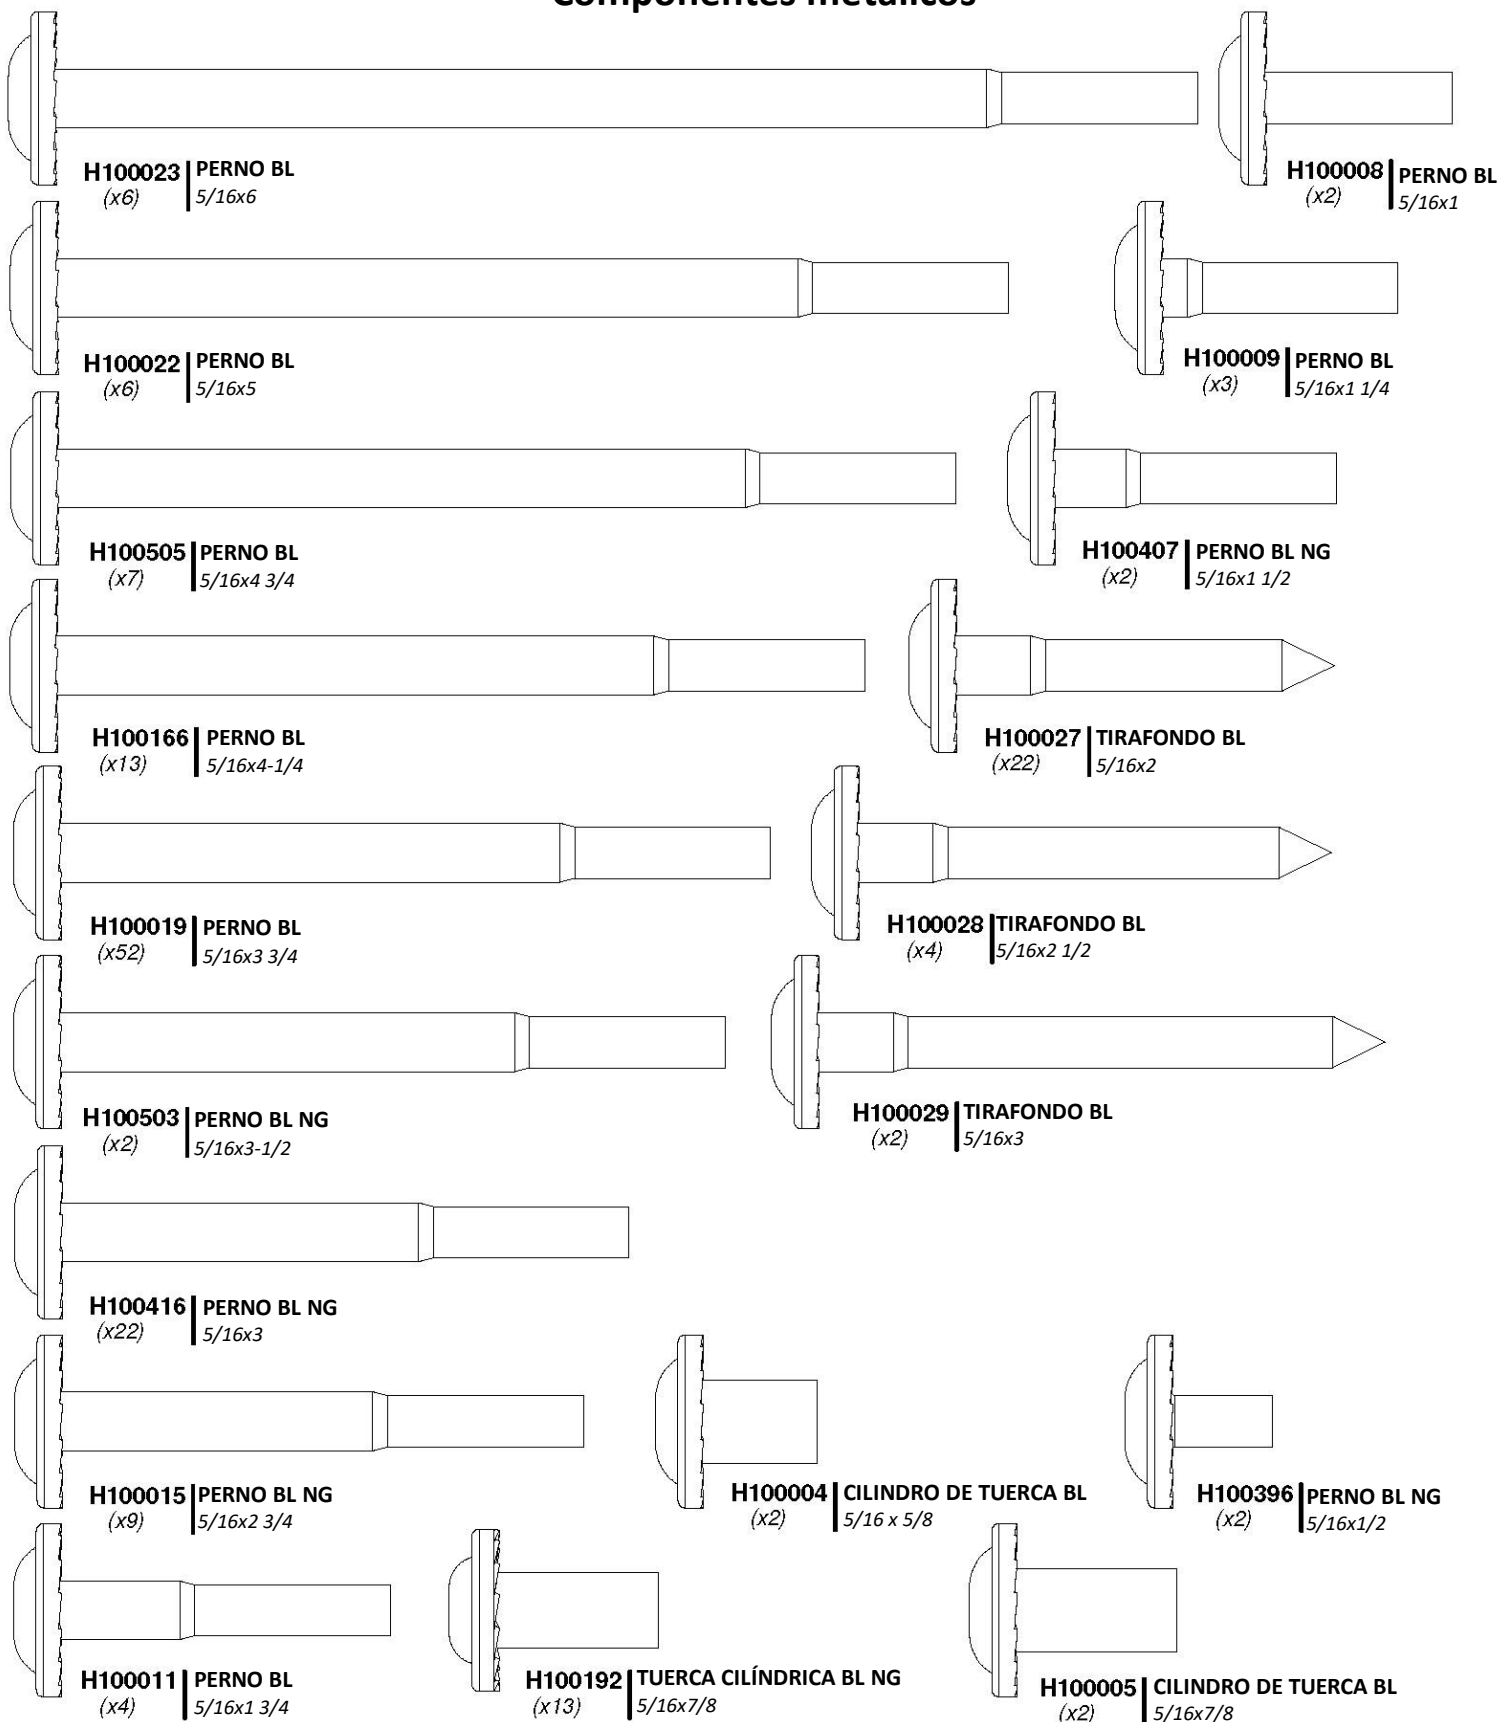 Componentes metálicos
H100023 PERNO BL
(x6) 5/16x6
H100008 PERNO BL
(x2) 5/16x1
H100022 PERNO BL
(x6) 5/16x5
H100009 PERNO BL
(x3) 5/16x1 1/4
H100505 PERNO BL
(x7) 5/16x4 3/4
H100407 PERNO BL NG
(x2) 5/16x1 1/2
H100166 PERNO BL
(x13) 5/16x4-1/4
H100027 TIRAFONDO BL
(x22) 5/16x2
H100019 PERNO BL
(x52) 5/16x3 3/4
H100028 TIRAFONDO BL
(x4) 5/16x2 1/2
H100503 PERNO BL NG
(x2) 5/16x3-1/2
H100029 TIRAFONDO BL
(x2) 5/16x3
H100416 PERNO BL NG
(x22) 5/16x3
H100015 PERNO BL NG
(x9) 5/16x2 3/4
H100004 CILINDRO DE TUERCA BL
(x2) 5/16 x 5/8
H100396 PERNO BL NG
(x2) 5/16x1/2
H100011 PERNO BL
(x4) 5/16x1 3/4
H100192 TUERCA CILÍNDRICA BL NG
(x13) 5/16x7/8
H100005 CILINDRO DE TUERCA BL
(x2) 5/16x7/8